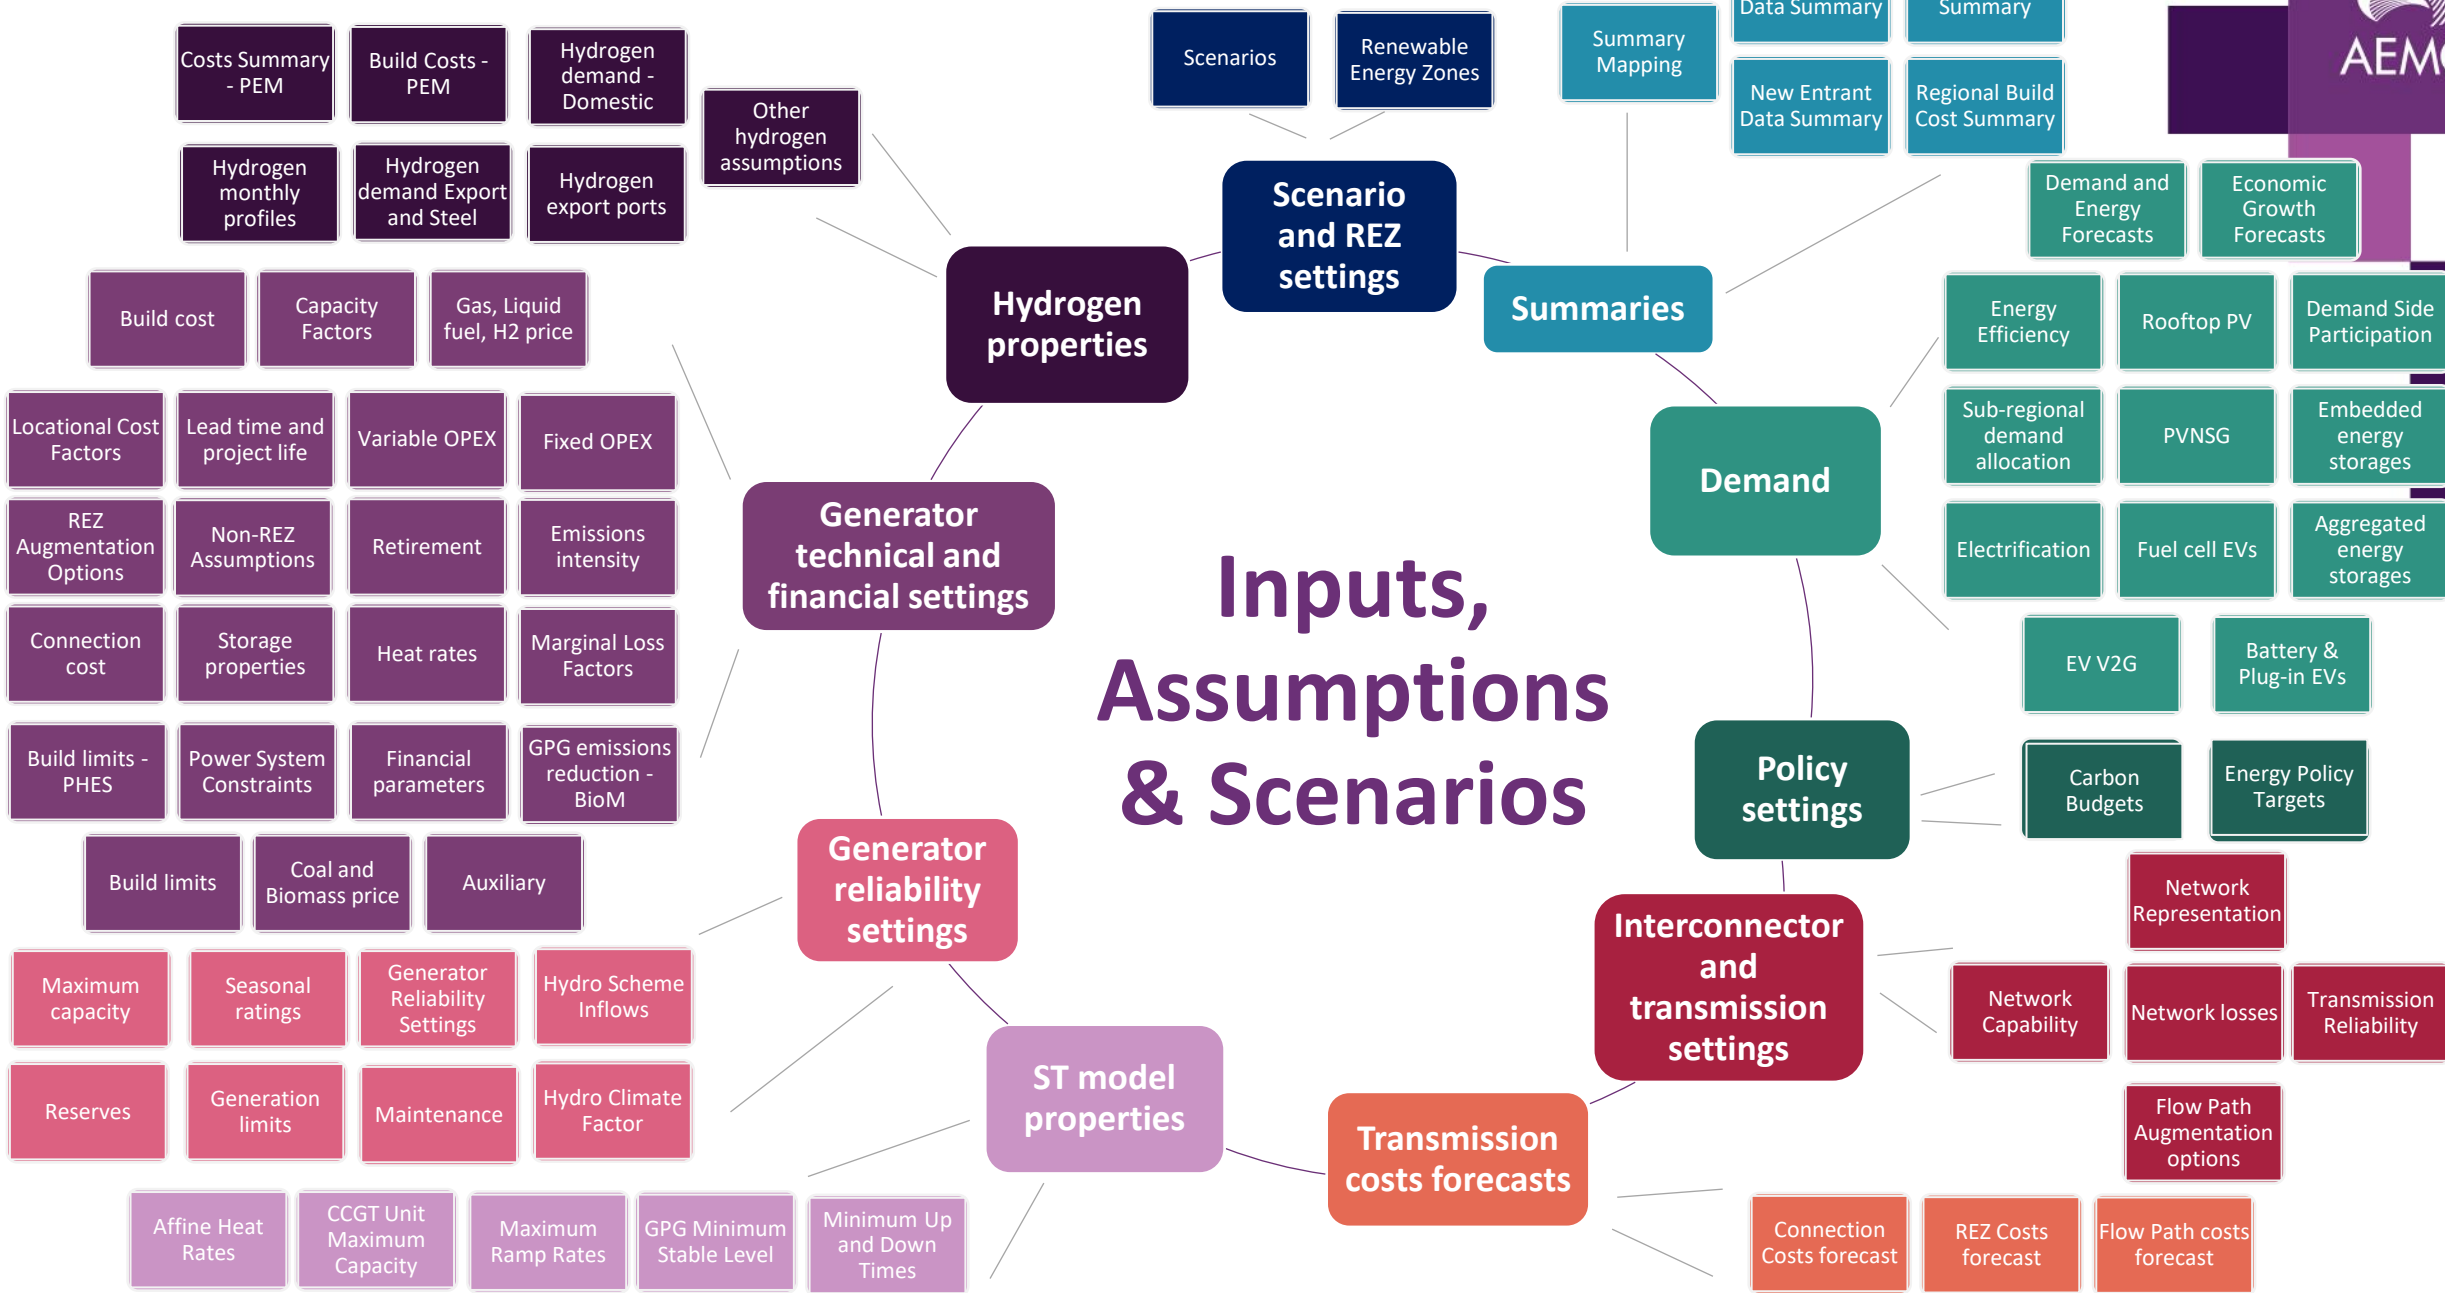 Costs Summary
- PEM
Build Costs -
PEM
Hydrogen
demand -
Domestic
Other
hydrogen
assumptions
Hydrogen
monthly
profiles
Hydrogen
demand Export
and Steel
Hydrogen
export ports
Scenarios
Renewable
Energy Zones
Summary
Mapping
Data Summary
Summary
New Entrant
Data Summary
Regional Build
Cost Summary
AEMO
Demand and
Energy
Forecasts
Economic
Growth
Forecasts
Scenario
and REZ
settings
Hydrogen
properties
Summaries
Build cost
Capacity
Factors
Gas, Liquid
fuel, H2 price
Energy
Efficiency
Rooftop PV
Demand Side
Participation
Locational Cost
Factors
Lead time and
project life
Variable OPEX
Fixed OPEX
Sub-regional
demand
allocation
PVNSG
Embedded
energy
storages
Demand
REZ
Augmentation
Options
Non-REZ
Assumptions
Retirement
Emissions
intensity
Generator
technical and
financial settings
Electrification
Fuel cell EVs
Aggregated
energy
storages
Inputs,
Assumptions
& Scenarios
Connection
cost
Storage
properties
Heat rates
Marginal Loss
Factors
EV V2G
Battery &
Plug-in EVs
Build limits -
PHES
Power System
Constraints
Financial
parameters
GPG emissions
reduction -
BioM
Policy
settings
Carbon
Budgets
Energy Policy
Targets
Build limits
Coal and
Biomass price
Auxiliary
Generator
reliability
settings
Interconnector
and
transmission
settings
Network
Representation
Maximum
capacity
Seasonal
ratings
Generator
Reliability
Settings
Hydro Scheme
Inflows
Network
Capability
Network losses
Transmission
Reliability
Reserves
Generation
limits
Maintenance
Hydro Climate
Factor
ST model
properties
Transmission
costs forecasts
Flow Path
Augmentation
options
Affine Heat
Rates
CCGT Unit
Maximum
Capacity
Maximum
Ramp Rates
GPG Minimum
Stable Level
Minimum Up
and Down
Times
Connection
Costs forecast
REZ Costs
forecast
Flow Path costs
forecast